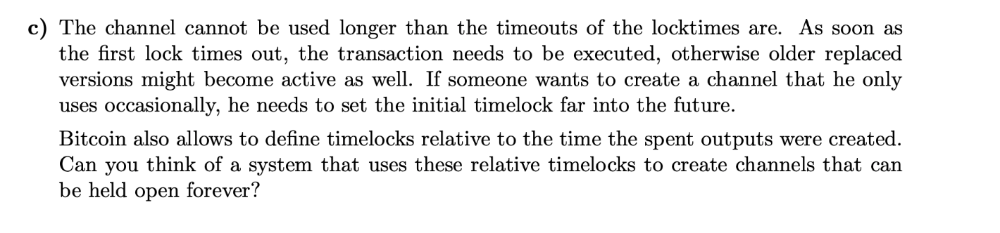 c) The channel cannot be used longer than the timeouts of the locktimes are. As soon as
the first lock times out, the transaction needs to be executed, otherwise older replaced
versions might become active as well. If someone wants to create a channel that he only
uses occasionally, he needs to set the initial timelock far into the future.
Bitcoin also allows to define timelocks relative to the time the spent outputs were created.
Can you think of a system that uses these relative timelocks to create channels that can
be held open forever?